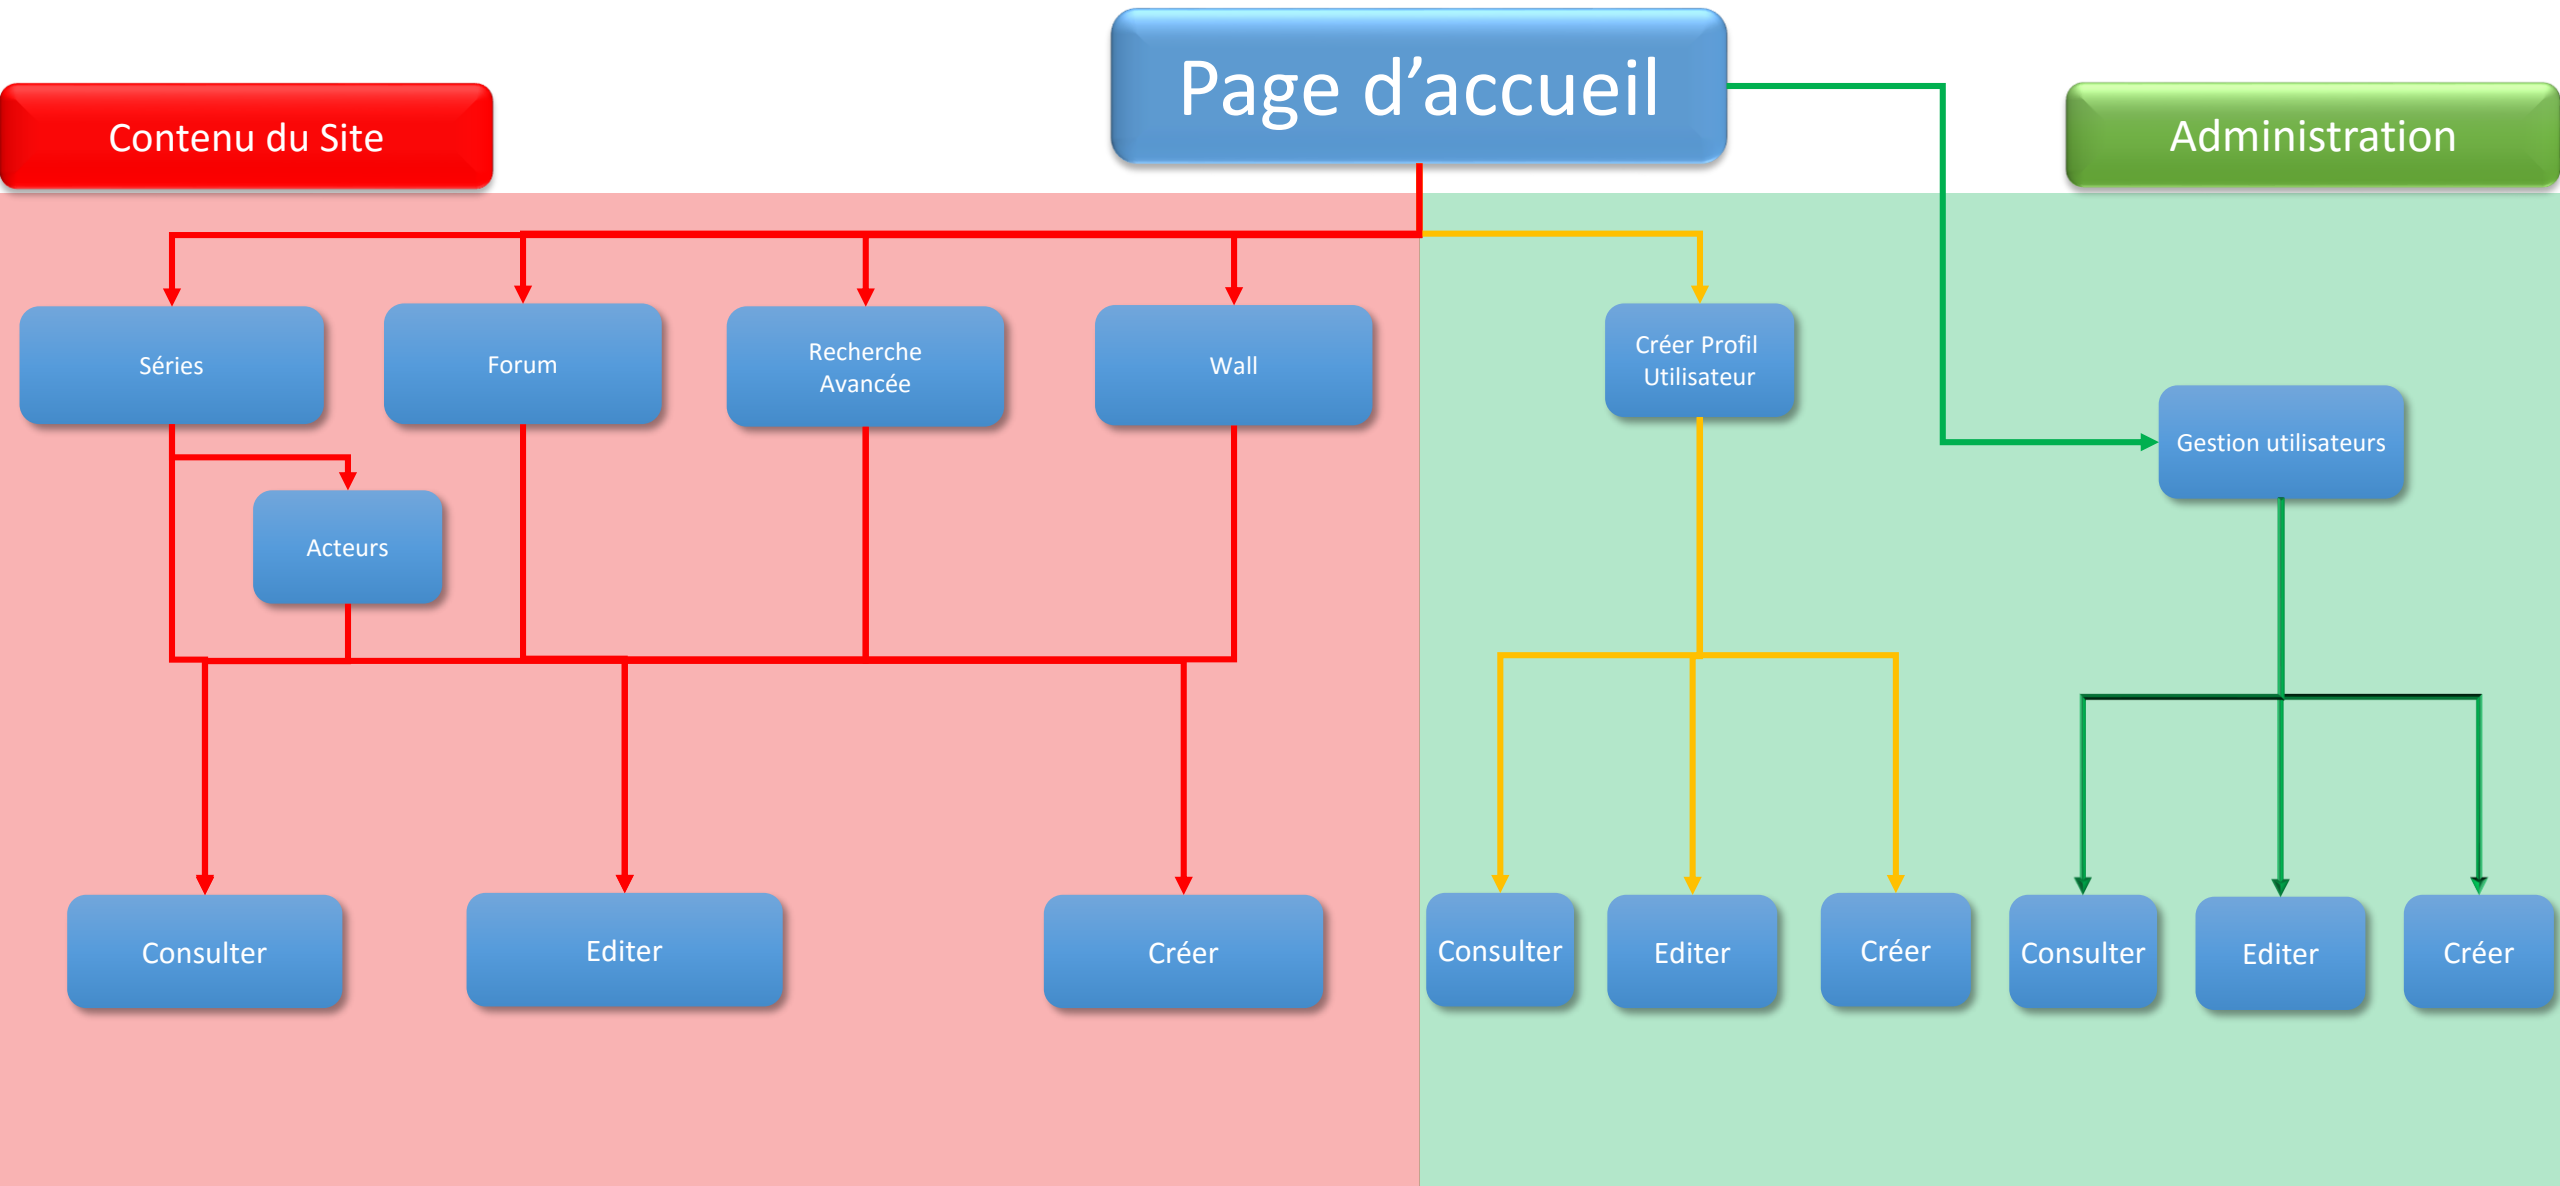 Page d’accueil
Contenu du Site
Administration
Séries
Forum
Recherche
Avancée
Wall
Créer Profil
Utilisateur
Gestion utilisateurs
Acteurs
Consulter
Editer
Créer
Consulter
Editer
Créer
Consulter
Editer
Créer